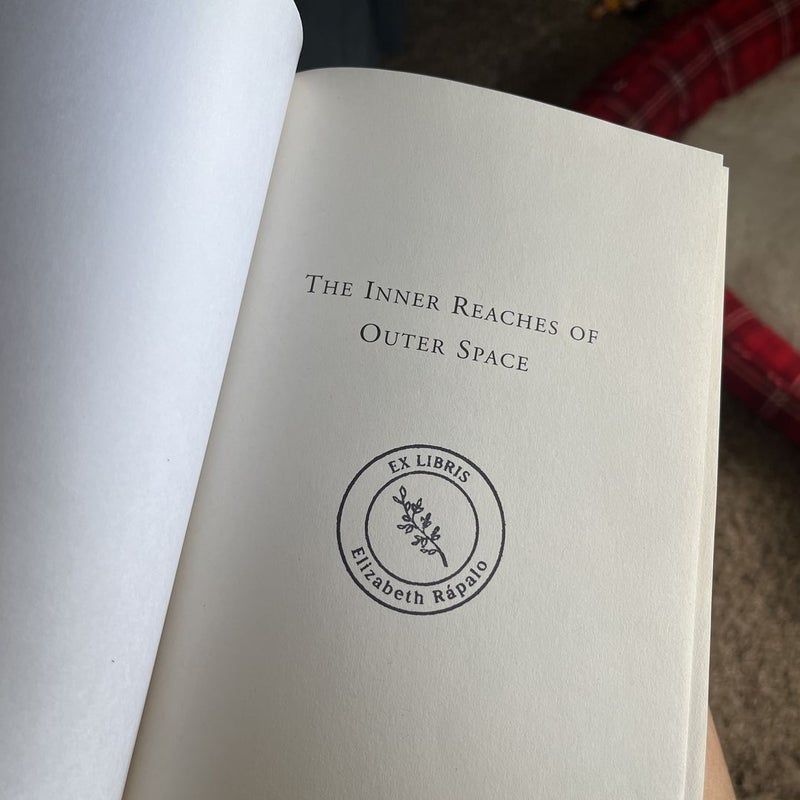 The Inner Reaches of
Outer Space
EX LIBRIS
Elizabeth Rápalo